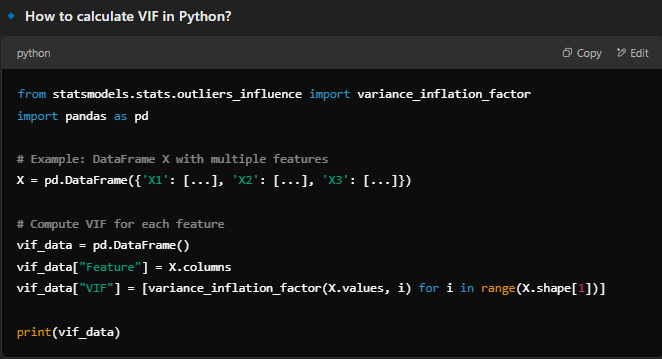 How to calculate VIF in Python?
python
Copy
Edit
from statsmodels.stats.outliers_influence import variance_inflation_factor
import pandas as pd
# Example: DataFrame X with multiple features
X = pd.DataFrame({'X1': [...], 'X2': [...], 'X3': [...]})
# Compute VIF for each feature
vif_data = pd.DataFrame()
vif_data["Feature"] = X.columns
vif_data["VIF"] = [variance_inflation_factor(X.values, i) for i in range(X.shape[1])]
print(vif_data)